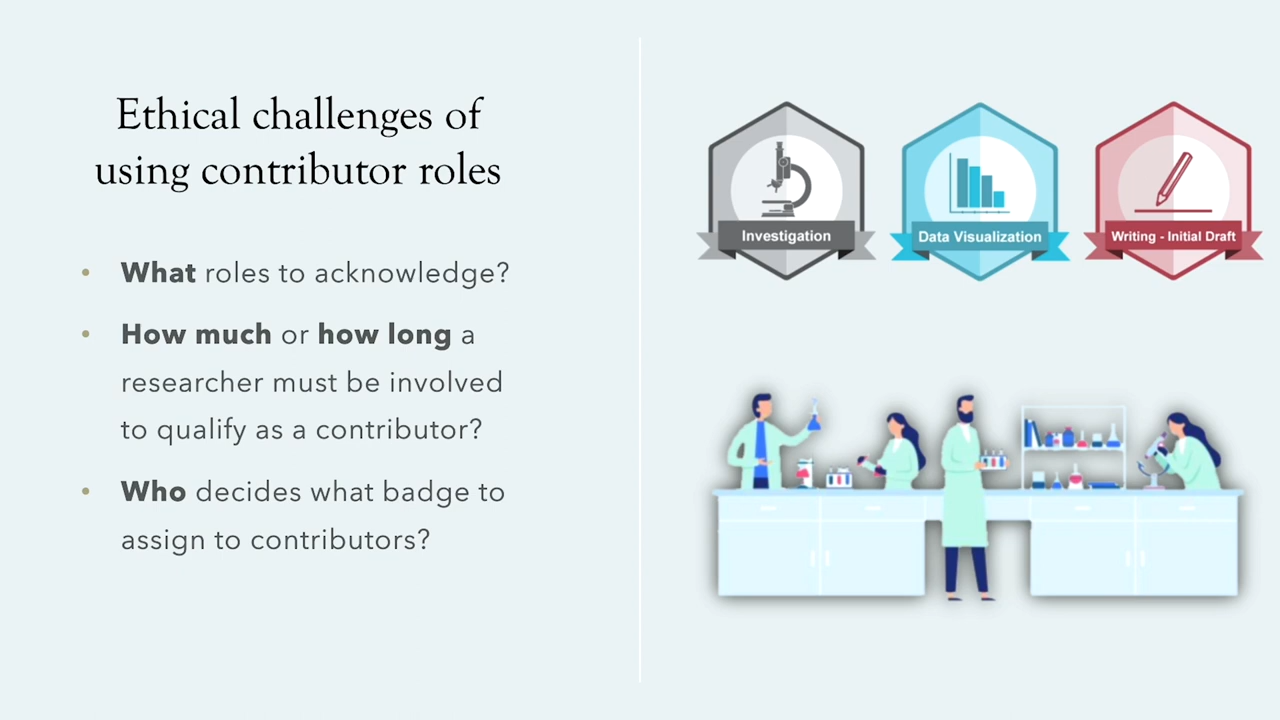 Ethical challenges of
using contributor roles
• What roles to acknowledge?
• How much or how long a
researcher must be involved
to qualify as a contributor?
• Who decides what badge to
assign to contributors?
Investigation
Data Visualization
Writing - Initial Draft